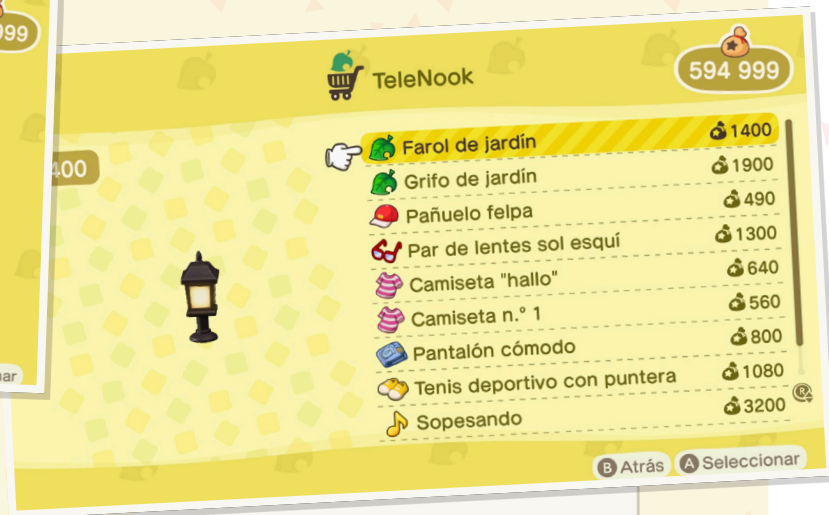 999
TeleNook
594 999
400
Farol de jardín 1400
Grifo de jardín 1900
Pañuelo felpa 490
Par de lentes sol esquí 1300
Camiseta "hallo" 640
Camiseta n.° 1 560
Pantalón cómodo 800
Tenis deportivo con puntera 1080
Sopesando 3200
R
B Atrás A Seleccionar